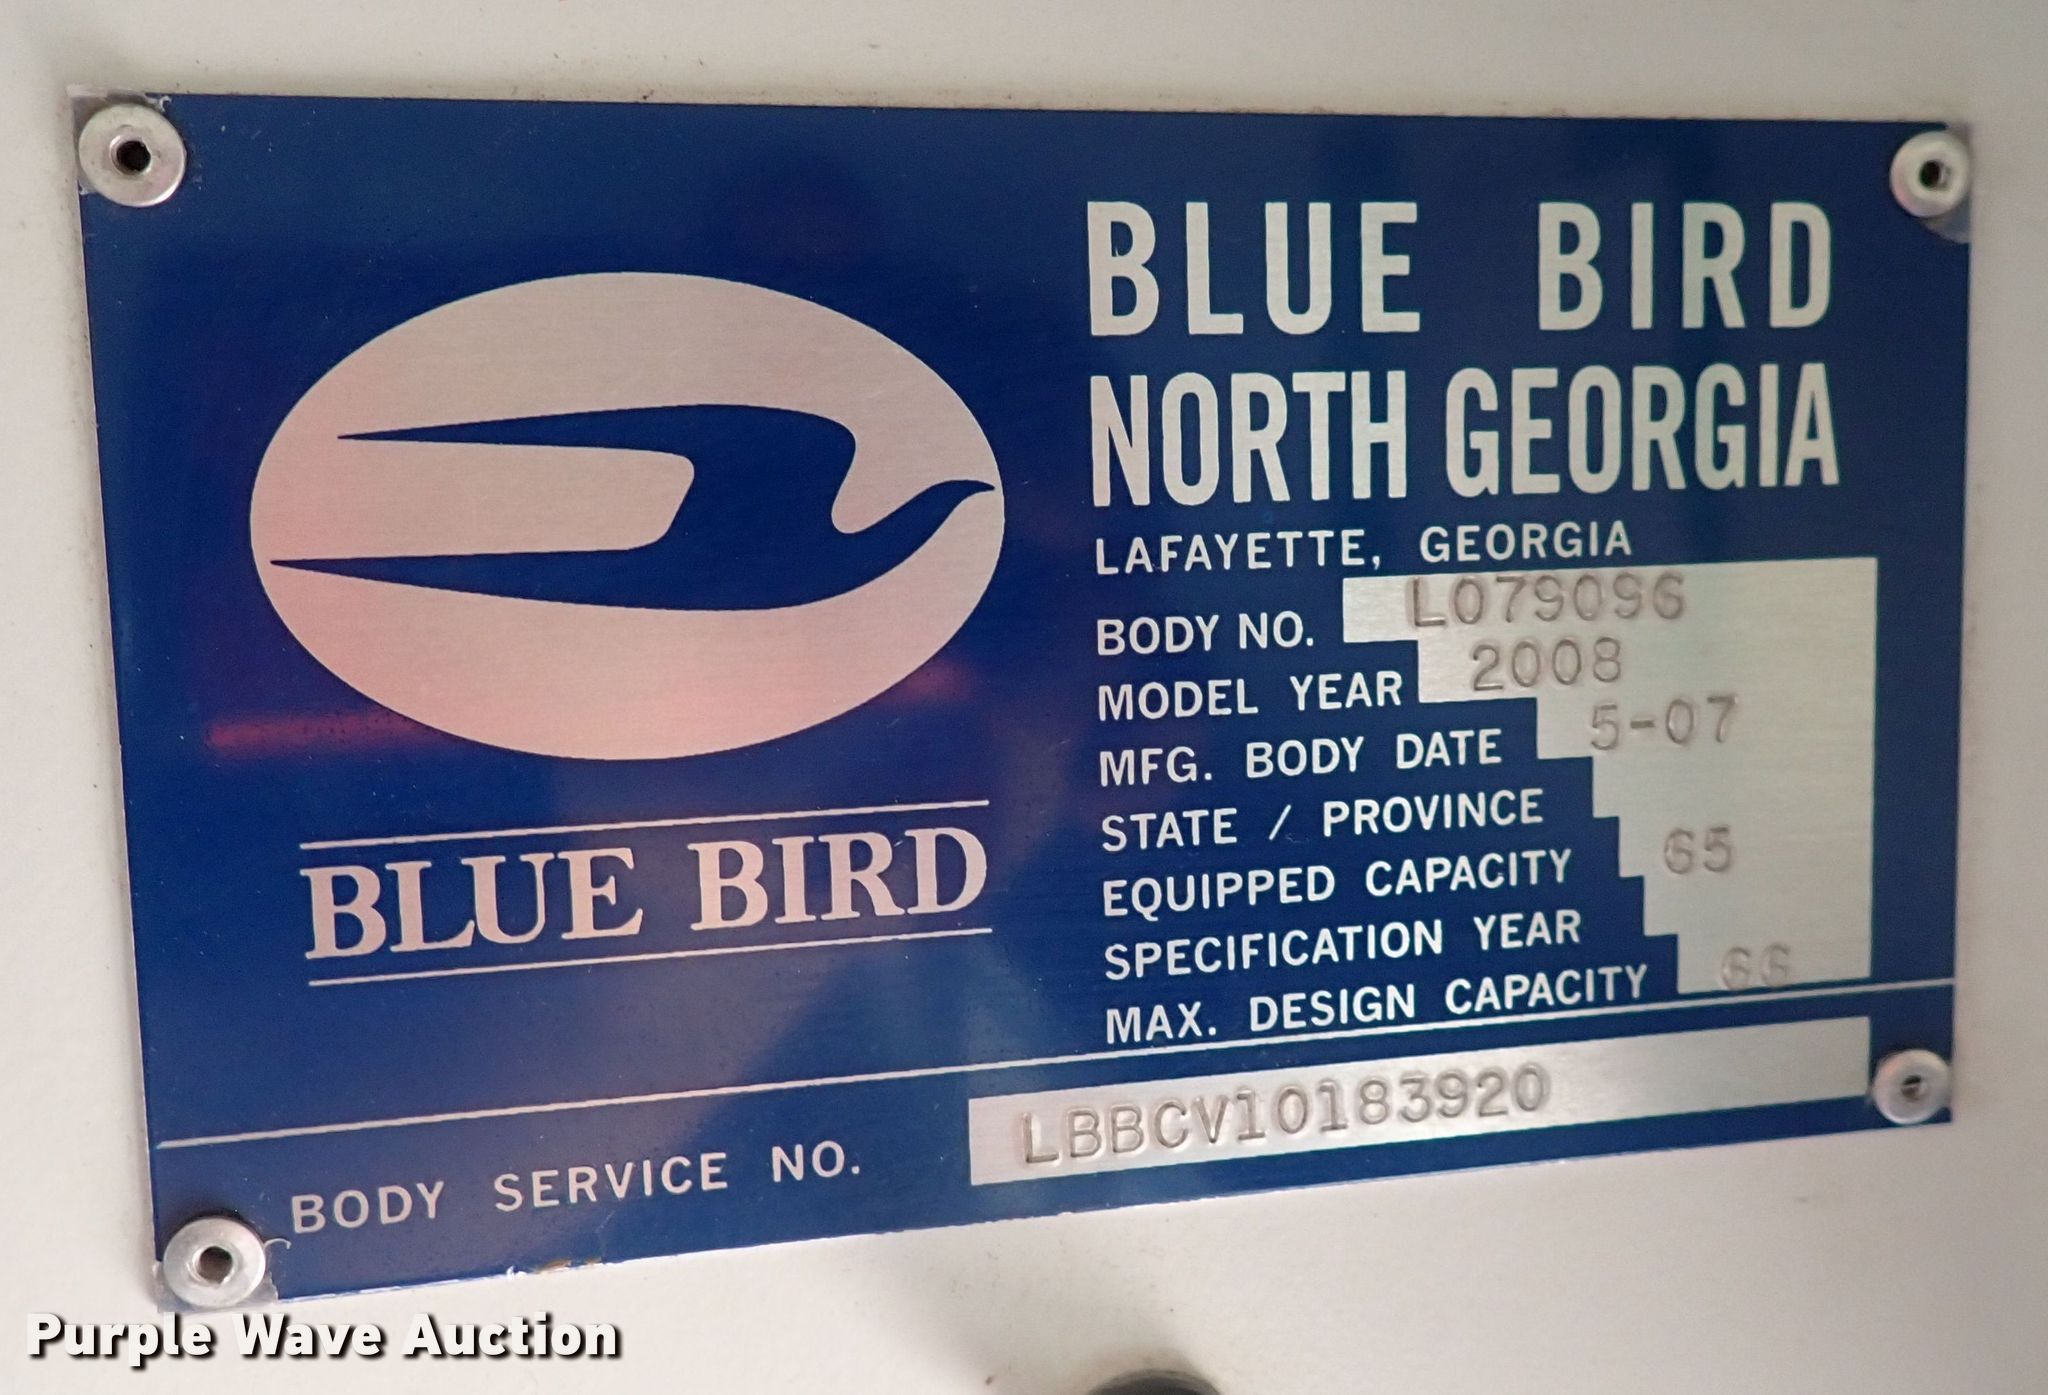 BLUE BIRD
NORTH GEORGIA
LAFAYETTE, GEORGIA
BODY NO. L079096
MODEL YEAR 2008
MFG. BODY DATE 5-07
STATE / PROVINCE
EQUIPPED CAPACITY 65
SPECIFICATION YEAR
MAX. DESIGN CAPACITY 66
BLUE BIRD
BODY SERVICE NO. LBBCV10183920
Purple Wave Auction